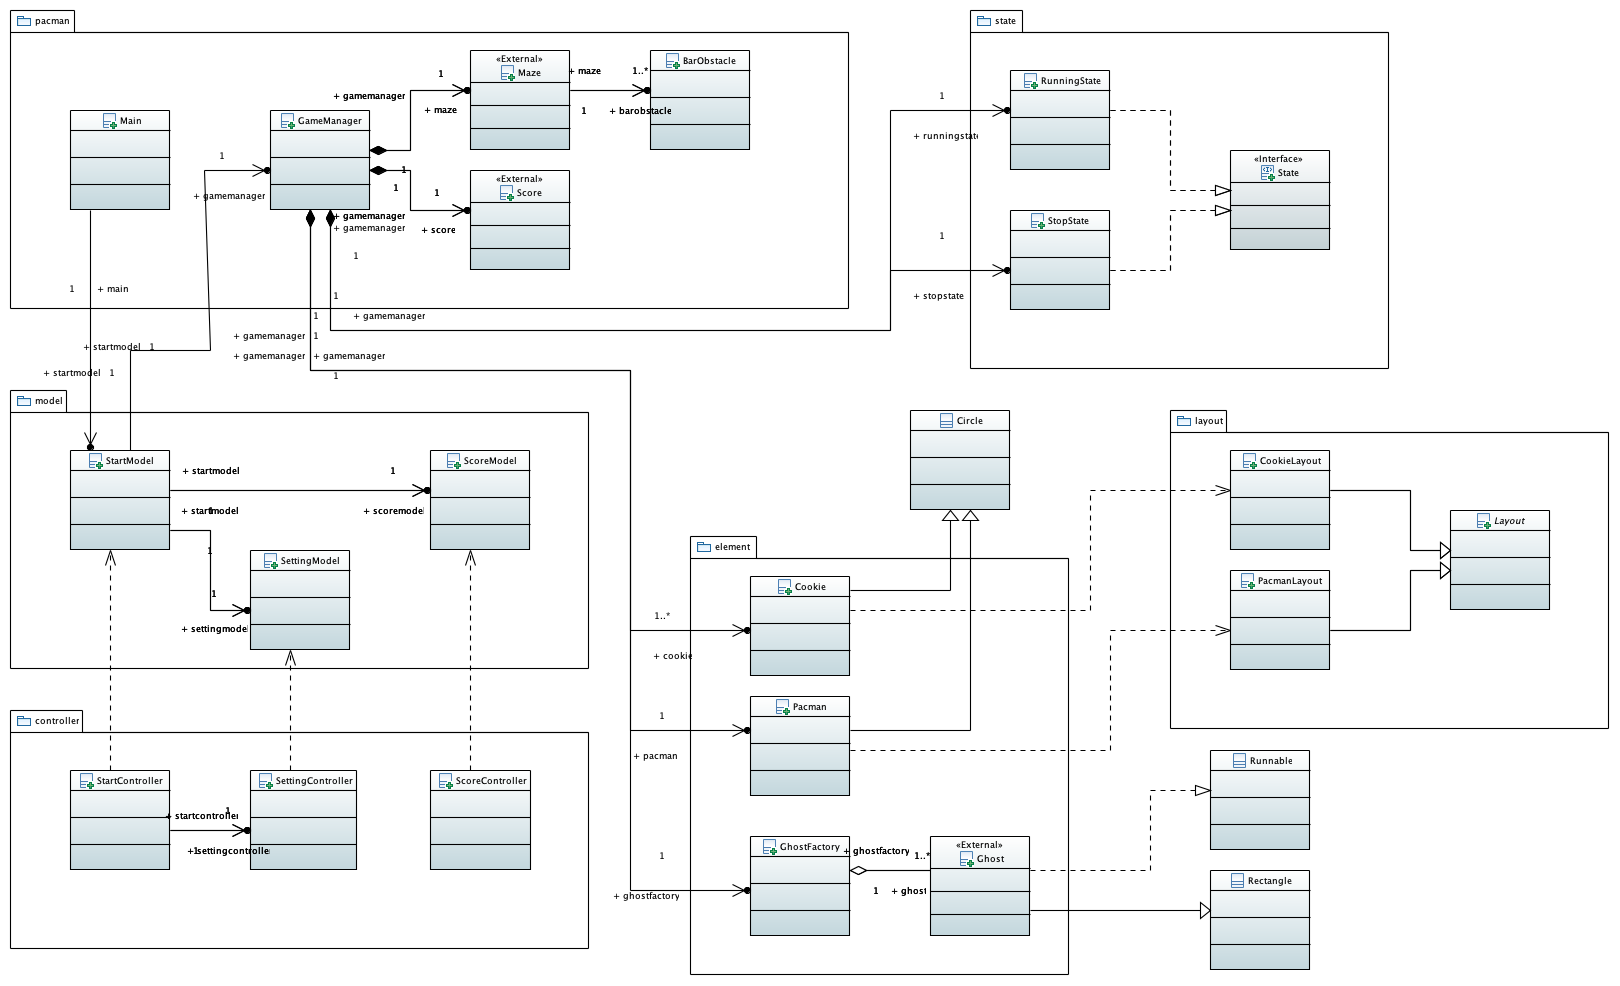 pacman
state
«External»
Maze
+ maze
1..*
BarObstacle
1
+ gamemanager
+ maze
1
+ barobstacle
Main
GameManager
1
+ gamemanager
1
1
«External»
Score
1
+ score
+ gamemanager
+ gamemanager
1
1
+ gamemanager
1
+ gamemanager
1
+ gamemanager
+ gamemanager
1
1
+ main
+ startmodel 1
+ startmodel 1
1
+ runningstate
RunningState
«Interface»
State
1
+ stopstate
StopState
model
StartModel
+ startmodel
1
+ scoremodel
ScoreModel
+ startmodel
1
1
1
+ settingmodel
SettingModel
controller
StartController
+ startcontroller
1
+ settingcontroller
1
SettingController
ScoreController
Circle
element
Cookie
1..*
+ cookie
Pacman
1
+ pacman
GhostFactory
1
+ ghostfactory
+ ghostfactory
1..*
1
+ ghost
«External»
Ghost
layout
CookieLayout
Layout
PacmanLayout
Runnable
Rectangle